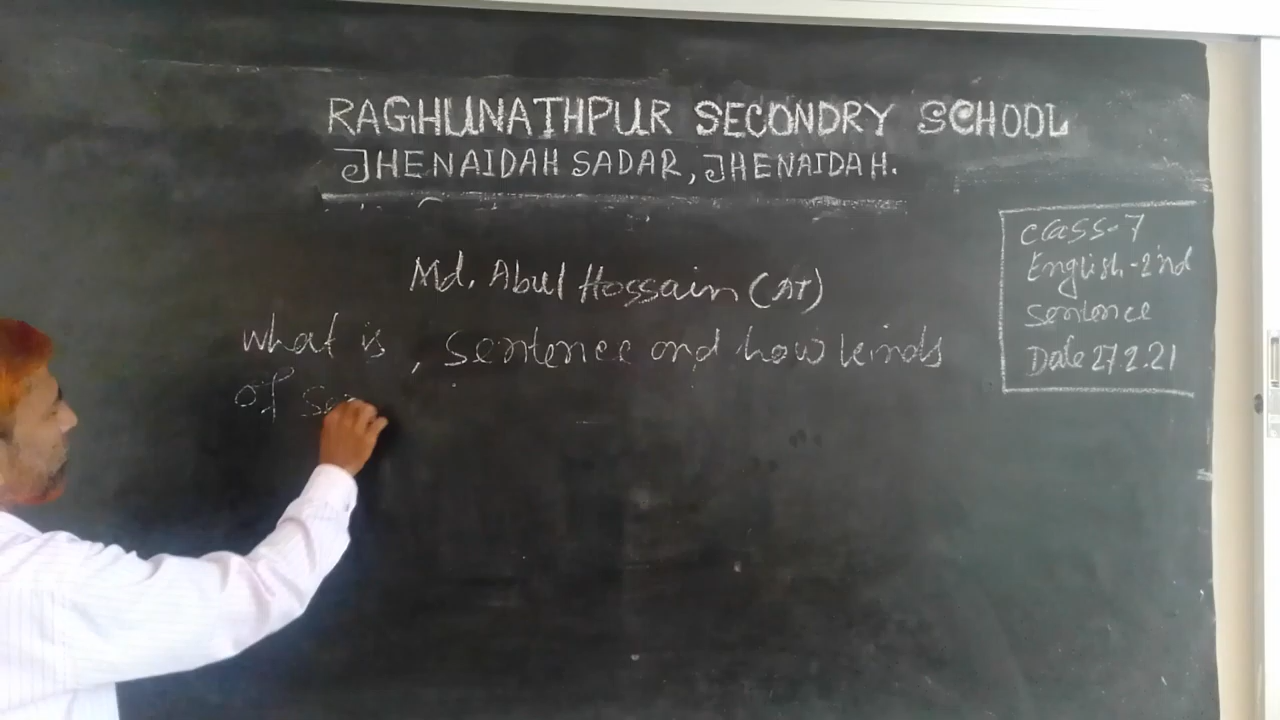 RAGHUNATHPUR SECONDRY SCHOOL
JHENAIDAH SADAR, JHENAIDAH.
Md. Abul Hossain (AT)
what is , sentence and how kinds
of sen
class-7
English-2nd
sentence
Date 27.2.21